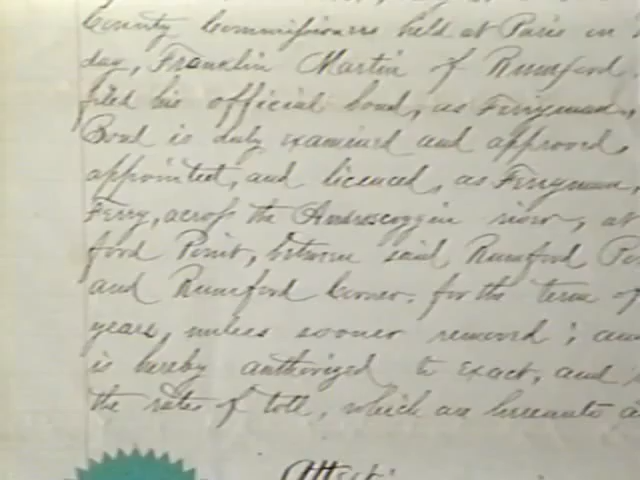 County Commissioners held at Paris in
day, Franklin Martin of Rumford
filed his official bond, as Ferryman,
Bond is duly examined and approved,
appointed, and licenced, as Ferryman,
Ferry, across the Androscoggin river, at
ford Point, between said Rumford Po
and Rumford Corner. for the term of
years, unless sooner removed; and
is hereby authorized to exact, and
the rates of toll, which are hereunto a
Attest: